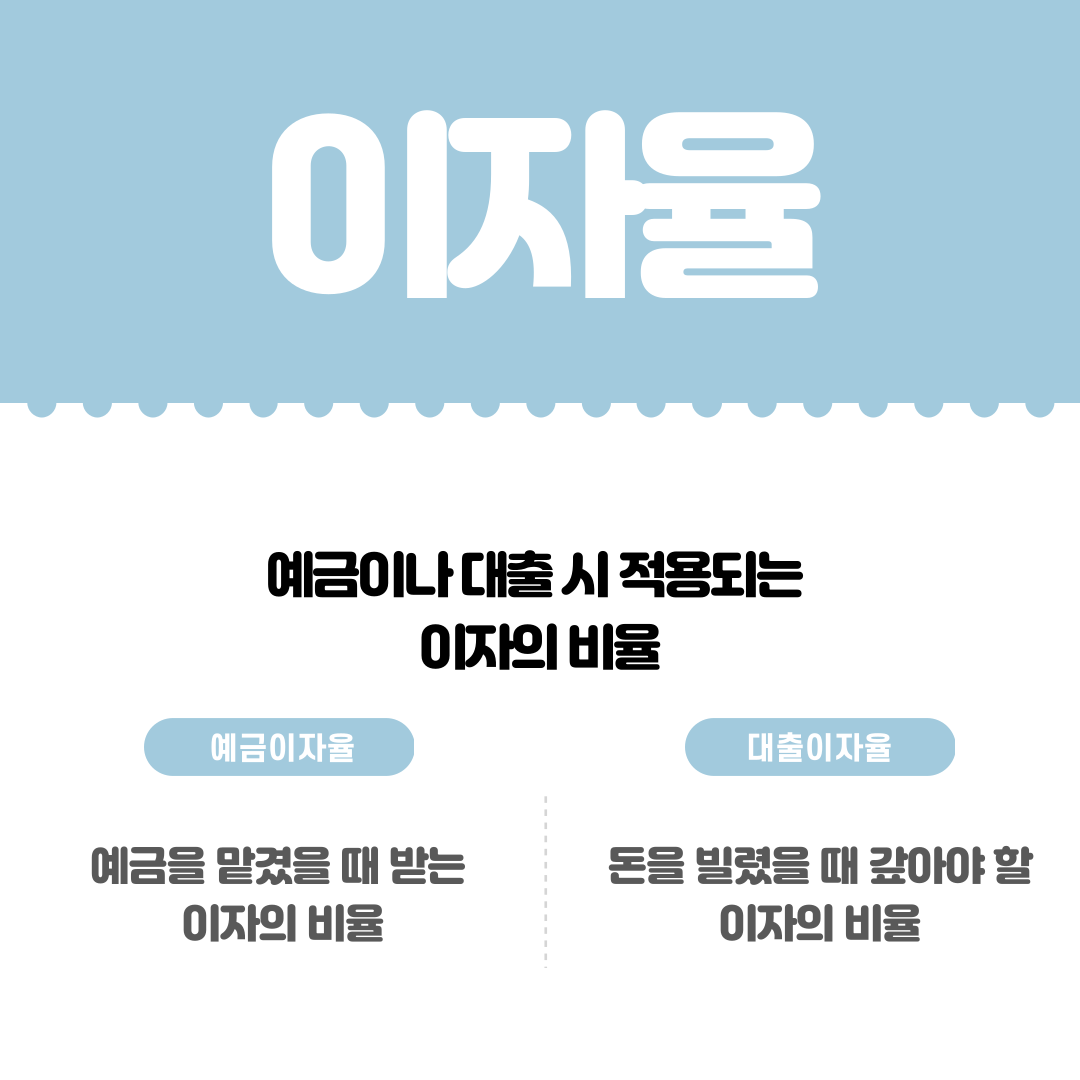 이자율
예금이나 대출 시 적용되는
이자의 비율
예금이자율
예금을 맡겼을 때 받는
이자의 비율
대출이자율
돈을 빌렸을 때 갚아야 할
이자의 비율